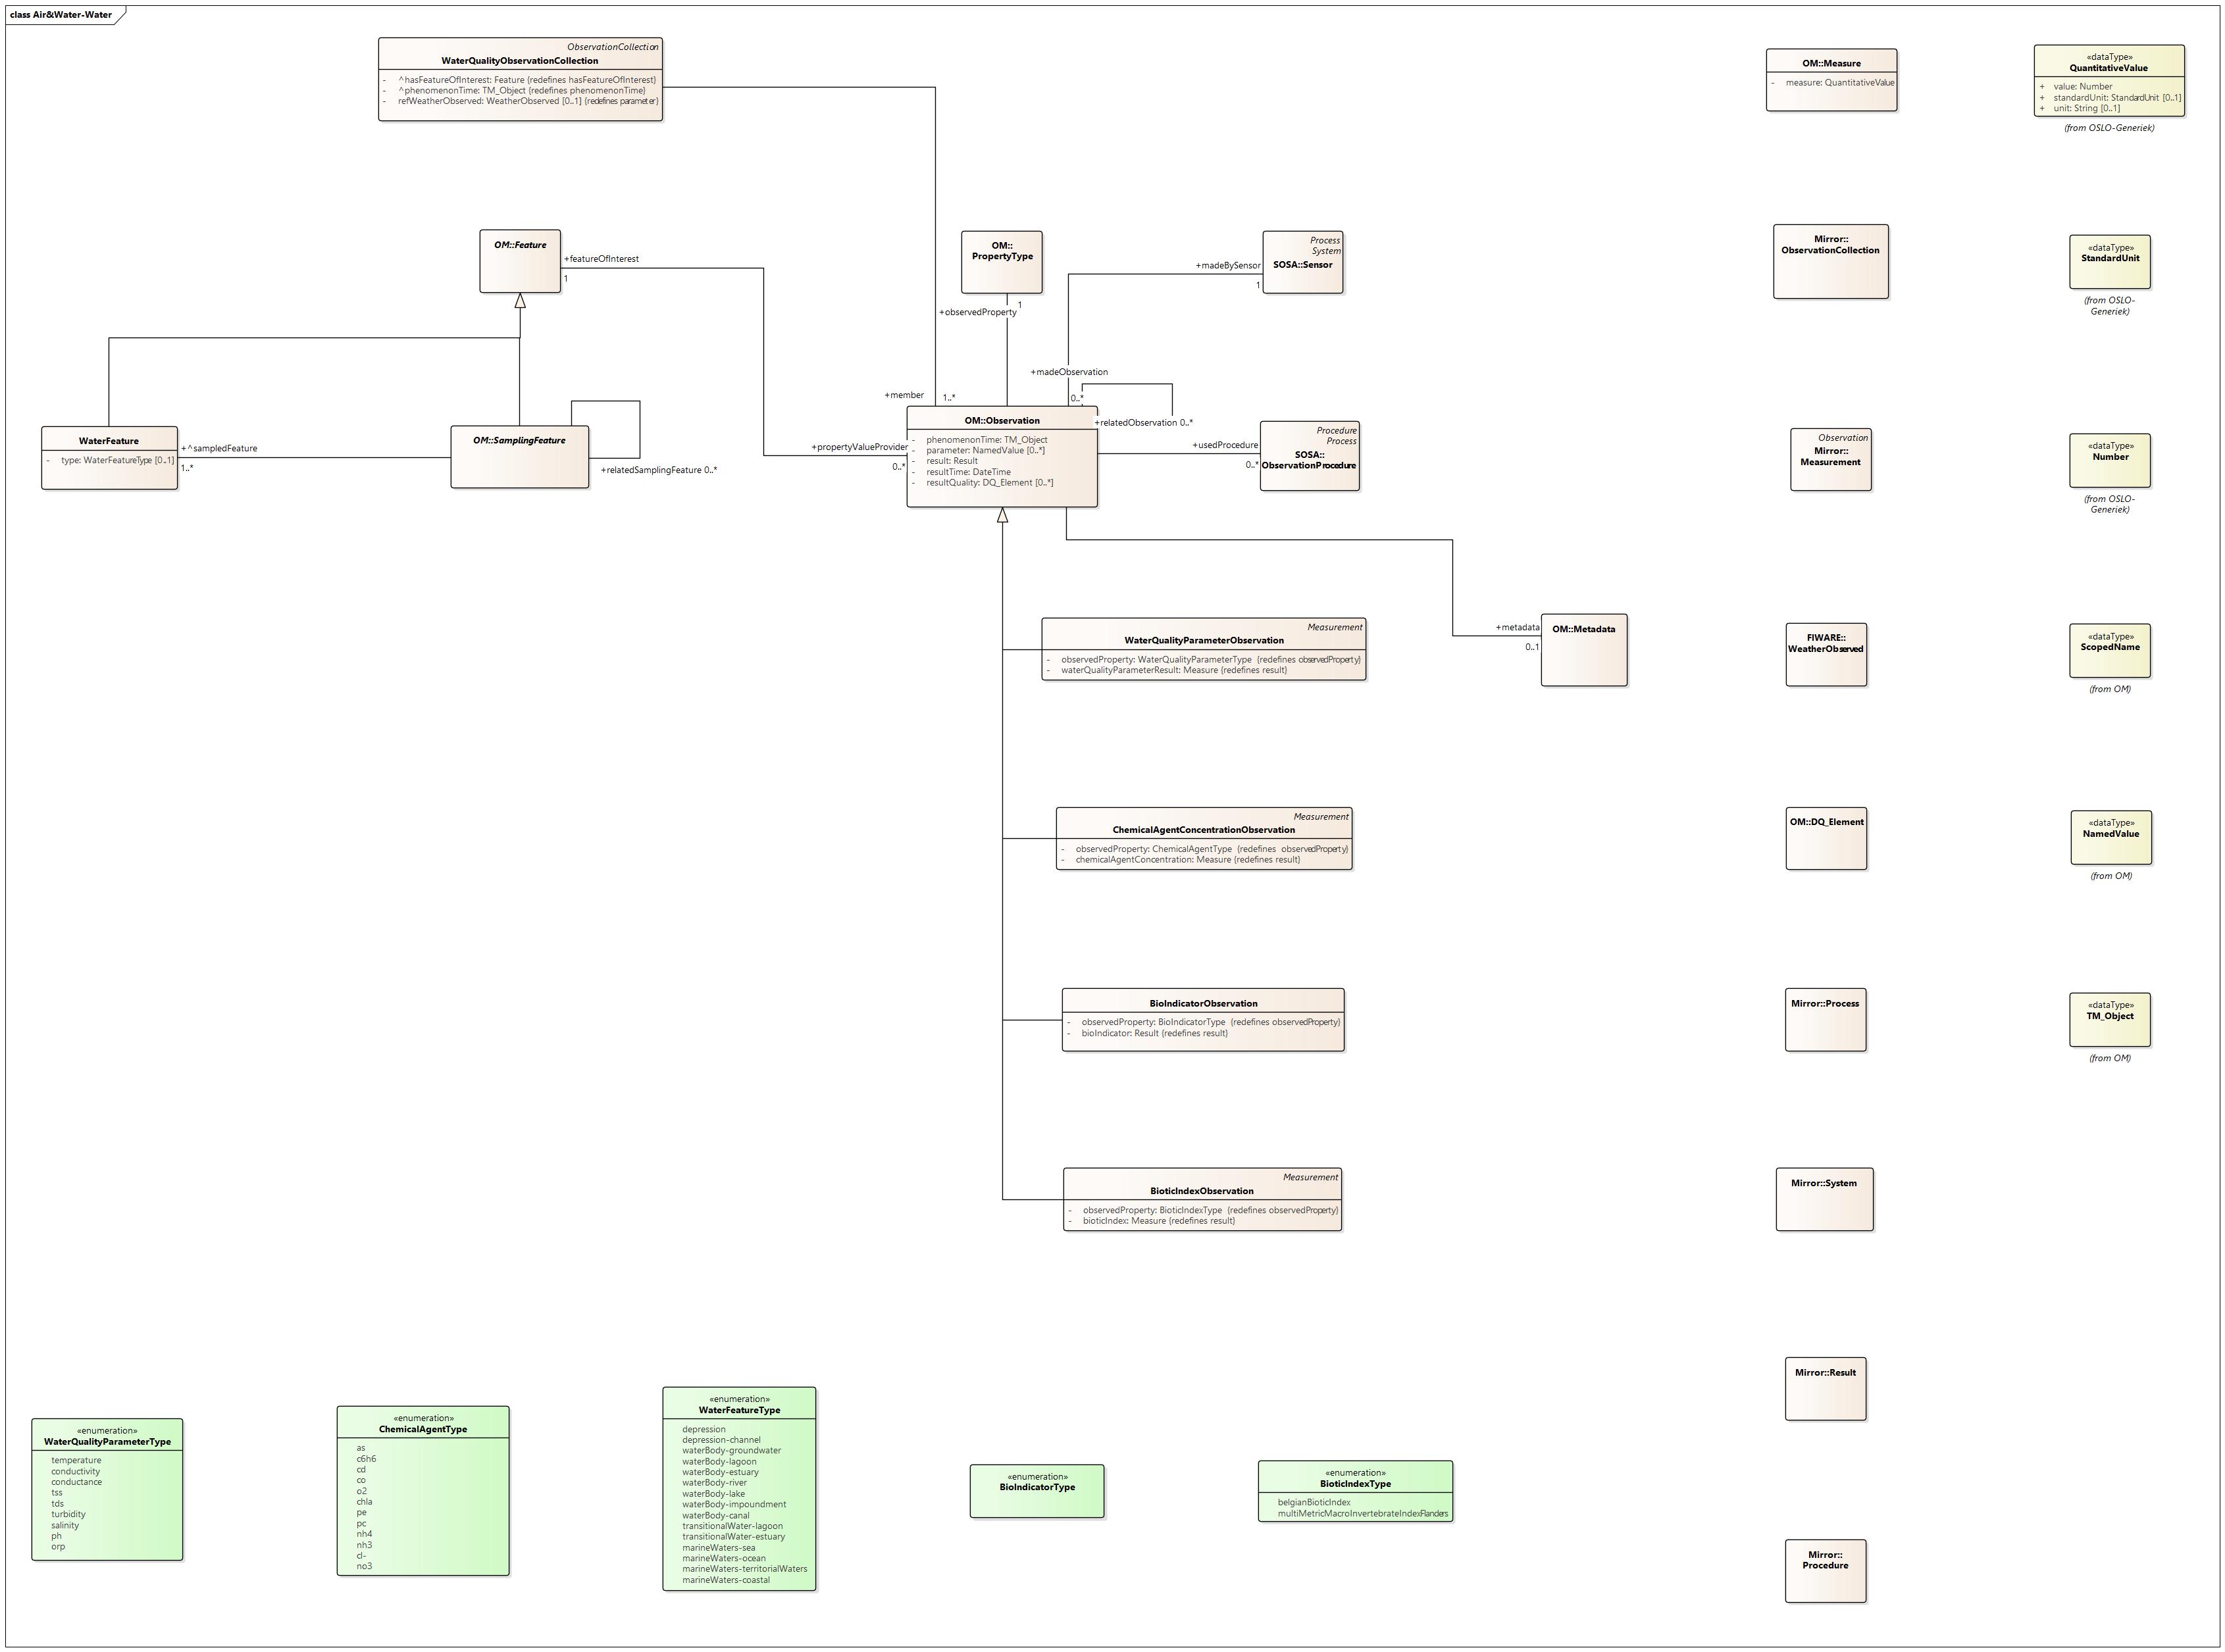 class Air&Water-Water
ObservationCollection
WaterQualityObservationCollection
- ^hasFeatureOfInterest: Feature {redefines hasFeatureOfInterest}
- ^phenomenonTime: TM_Object {redefines phenomenonTime}
- refWeatherObserved: WeatherObserved [0..1] {redefines parameter}
OM::Measure
- measure: QuantitativeValue
«dataType»
QuantitativeValue
+ value: Number
+ standardUnit: StandardUnit [0..1]
+ unit: String [0..1]
(from OSLO-Generiek)
OM::Feature
+featureOfInterest
1
OM::
PropertyType
1
+observedProperty
Process
System
SOSA::Sensor
+madeBySensor
1
Mirror::
ObservationCollection
«dataType»
StandardUnit
(from OSLO-
Generiek)
+madeObservation
0..*
+member
1..*
+relatedObservation 0..*
WaterFeature
- type: WaterFeatureType [0..1]
+^sampledFeature
1..*
OM::SamplingFeature
+relatedSamplingFeature 0..*
+propertyValueProvider
0..*
OM::Observation
- phenomenonTime: TM_Object
- parameter: NamedValue [0..*]
- result: Result
- resultTime: DateTime
- resultQuality: DQ_Element [0..*]
+usedProcedure
0..*
Procedure
Process
SOSA::
ObservationProcedure
Observation
Mirror::
Measurement
«dataType»
Number
(from OSLO-
Generiek)
Measurement
WaterQualityParameterObservation
- observedProperty: WaterQualityParameterType {redefines observedProperty}
- waterQualityParameterResult: Measure {redefines result}
+metadata
0..1
OM::Metadata
FIWARE::
WeatherObserved
«dataType»
ScopedName
(from OM)
Measurement
ChemicalAgentConcentrationObservation
- observedProperty: ChemicalAgentType {redefines observedProperty}
- chemicalAgentConcentration: Measure {redefines result}
OM::DQ_Element
«dataType»
NamedValue
(from OM)
BioIndicatorObservation
- observedProperty: BioIndicatorType {redefines observedProperty}
- bioIndicator: Result {redefines result}
Mirror::Process
«dataType»
TM_Object
(from OM)
Measurement
BioticIndexObservation
- observedProperty: BioticIndexType {redefines observedProperty}
- bioticIndex: Measure {redefines result}
Mirror::System
Mirror::Result
«enumeration»
WaterQualityParameterType
temperature
conductivity
conductance
tss
tds
turbidity
salinity
ph
orp
«enumeration»
ChemicalAgentType
as
c6h6
cd
co
o2
chla
pe
pc
nh4
nh3
cl-
no3
«enumeration»
WaterFeatureType
depression
depression-channel
waterBody-groundwater
waterBody-lagoon
waterBody-estuary
waterBody-river
waterBody-lake
waterBody-impoundment
waterBody-canal
transitionalWater-lagoon
transitionalWater-estuary
marineWaters-sea
marineWaters-ocean
marineWaters-territorialWaters
marineWaters-coastal
«enumeration»
BioIndicatorType
«enumeration»
BioticIndexType
belgianBioticIndex
multiMetricMacroInvertebrateIndexFlanders
Mirror::
Procedure